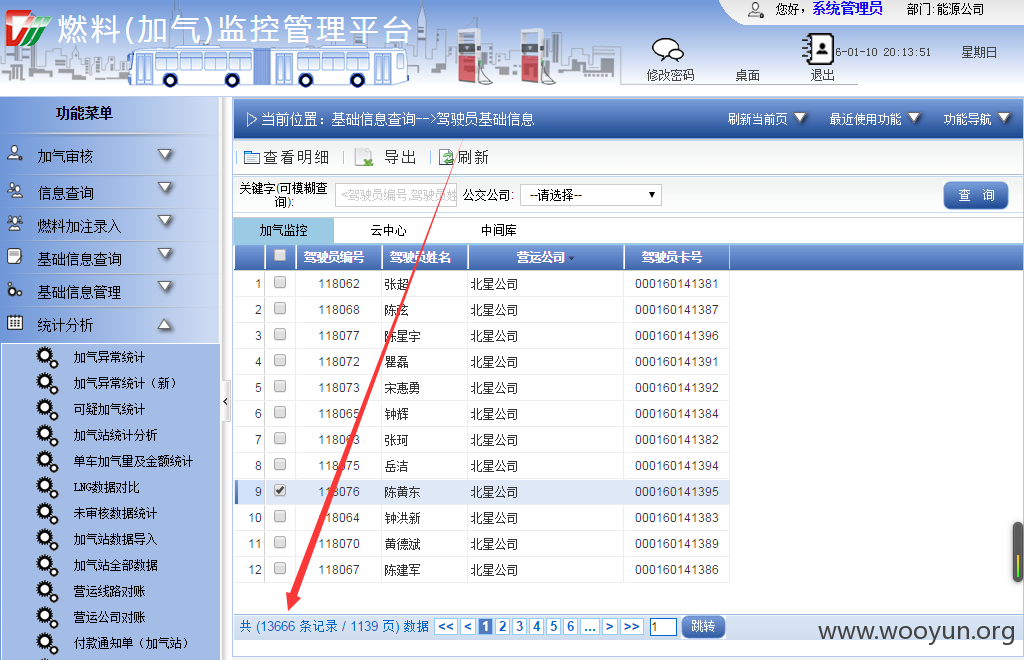 燃料(加气)监控管理平台
您好，系统管理员 部门:能源公司
修改密码 桌面 退出 6-01-10 20:13:51 星期日
功能菜单
加气审核
信息查询
燃料加注录入
基础信息查询
基础信息管理
统计分析
加气异常统计
加气异常统计（新）
可疑加气统计
加气站统计分析
单车加气量及金额统计
LNG数据对比
未审核数据统计
加气站数据导入
加气站全部数据
营运线路对账
营运公司对账
付款通知单（加气站）
当前位置：基础信息查询-->驾驶员基础信息 刷新当前页 最近使用功能 功能导航
查看明细 导出 刷新
关键字(可模糊查询): <驾驶员编号,驾驶员姓 公交公司: --请选择-- 查 询
加气监控 云中心 中间库
驾驶员编号 驾驶员姓名 营运公司 驾驶员卡号
1 118062 张超 北星公司 000160141381
2 118068 陈弦 北星公司 000160141387
3 118077 陈星宇 北星公司 000160141396
4 118072 瞿磊 北星公司 000160141391
5 118073 宋惠勇 北星公司 000160141392
6 118065 钟辉 北星公司 000160141384
7 118063 张珂 北星公司 000160141382
8 118075 岳洁 北星公司 000160141394
9 118076 陈黄东 北星公司 000160141395
10 118064 钟洪新 北星公司 000160141383
11 118070 黄德斌 北星公司 000160141389
12 118067 陈建军 北星公司 000160141386
共 (13666 条记录 / 1139 页) 数据 << < 1 2 3 4 5 6 ... > >> 1 跳转
www.wooyun.org